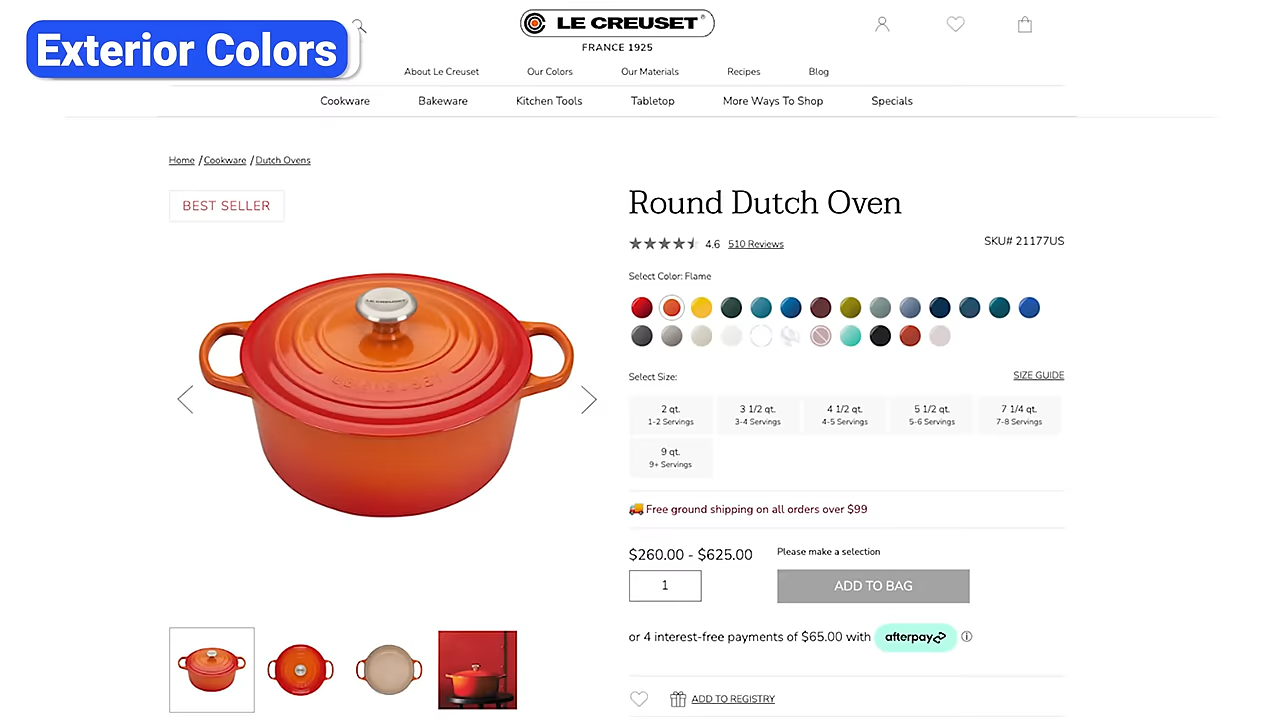 Exterior Colors
LE CREUSET®
FRANCE 1925
About Le Creuset
Our Colors
Our Materials
Recipes
Blog
Cookware
Bakeware
Kitchen Tools
Tabletop
More Ways To Shop
Specials
Home / Cookware / Dutch Ovens
BEST SELLER
LE CREUSET
LE CREUSET
Round Dutch Oven
4.6 510 Reviews
SKU# 21177US
Select Color: Flame
Select Size:
SIZE GUIDE
2 qt.
1-2 Servings
3 1/2 qt.
3-4 Servings
4 1/2 qt.
4-5 Servings
5 1/2 qt.
5-6 Servings
7 1/4 qt.
7-8 Servings
9 qt.
9+ Servings
Free ground shipping on all orders over $99
$260.00 - $625.00
Please make a selection
1
ADD TO BAG
or 4 interest-free payments of $65.00 with afterpay
ADD TO REGISTRY